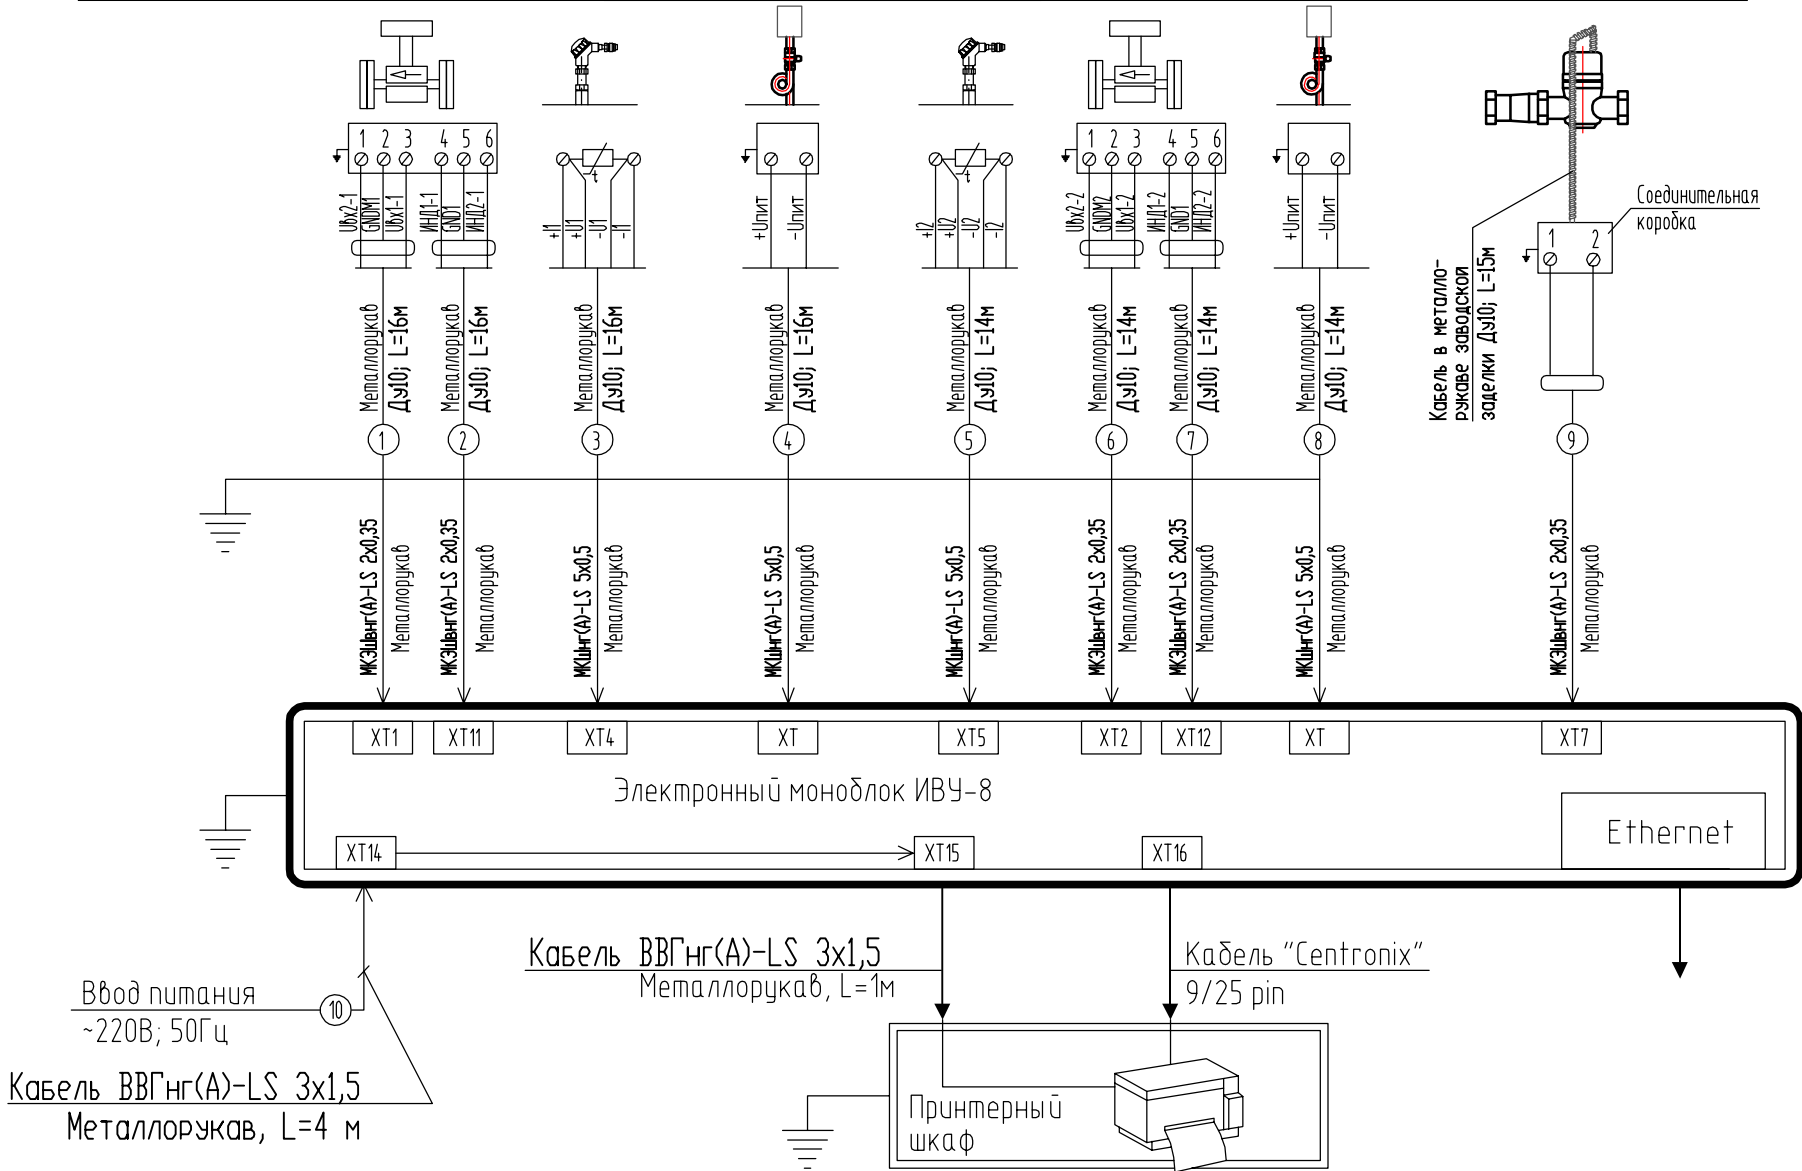 1 2 3 4 5 6
Uвх2-1
GNDM1
Uвх1-1
ИНД1-1
GND1
ИНД2-1
t
+I1
+U1
-U1
-I1
+Uпит
-Uпит
t
+I2
+U2
-U2
-I2
1 2 3 4 5 6
Uвх2-2
GNDM2
Uвх1-2
ИНД1-2
GND1
ИНД2-2
+Uпит
-Uпит
Соединительная
коробка
1 2
Кабель в металло-
рукаве заводской
заделки Ду10; L=15м
Металлорукав
Ду10; L=16м
Металлорукав
Ду10; L=16м
Металлорукав
Ду10; L=16м
Металлорукав
Ду10; L=16м
Металлорукав
Ду10; L=14м
Металлорукав
Ду10; L=14м
Металлорукав
Ду10; L=14м
Металлорукав
Ду10; L=14м
1 2 3 4 5 6 7 8 9
МКЭШвнг(А)-LS 2х0,35
Металлорукав
МКЭШвнг(А)-LS 2х0,35
Металлорукав
МКШнг(А)-LS 5х0,5
Металлорукав
МКШнг(А)-LS 5х0,5
Металлорукав
МКШнг(А)-LS 5х0,5
Металлорукав
МКЭШвнг(А)-LS 2х0,35
Металлорукав
МКЭШвнг(А)-LS 2х0,35
Металлорукав
МКШнг(А)-LS 5х0,5
Металлорукав
МКЭШвнг(А)-LS 2х0,35
Металлорукав
XT1 XT11 XT4 XT XT5 XT2 XT12 XT XT7
Электронный моноблок ИВУ-8
Ethernet
XT14 XT15 XT16
Кабель ВВГнг(А)-LS 3х1,5
Металлорукав, L=1м
Кабель "Centronix"
9/25 pin
Ввод питания
~220В; 50Гц
10
Кабель ВВГнг(А)-LS 3х1,5
Металлорукав, L=4 м
Принтерный
шкаф